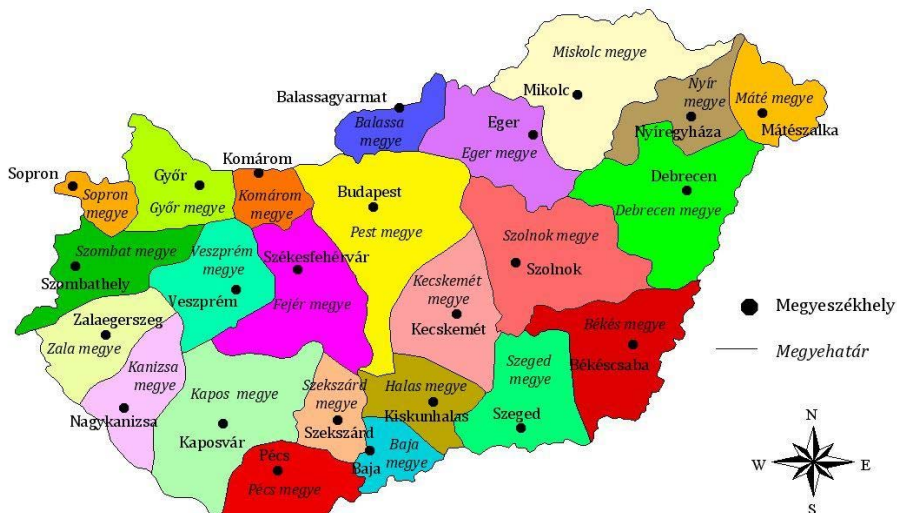 Miskolc megye
Mikolc
Nyír
megye
Nyíregyháza
Máté megye
Mátészalka
Balassagyarmat
Balassa
megye
Eger
Eger megye
Sopron
Sopron
megye
Győr
Győr megye
Komárom
Komárom
megye
Budapest
Pest megye
Debrecen
Debrecen megye
Szombat megye
Szombathely
Veszprém
megye
Veszprém
Székesfehérvár
Fejér megye
Szolnok megye
Szolnok
Kecskemét
megye
Kecskemét
Zalaegerszeg
Zala megye
Kanizsa
megye
Nagykanizsa
Kapos megye
Kaposvár
Szekszárd
megye
Szekszárd
Halas megye
Kiskunhalas
Szeged
megye
Szeged
Békés megye
Békéscsaba
Pécs
Pécs megye
Baja
Baja
megye
Megyeszékhely
Megyehatár
N
W E
S